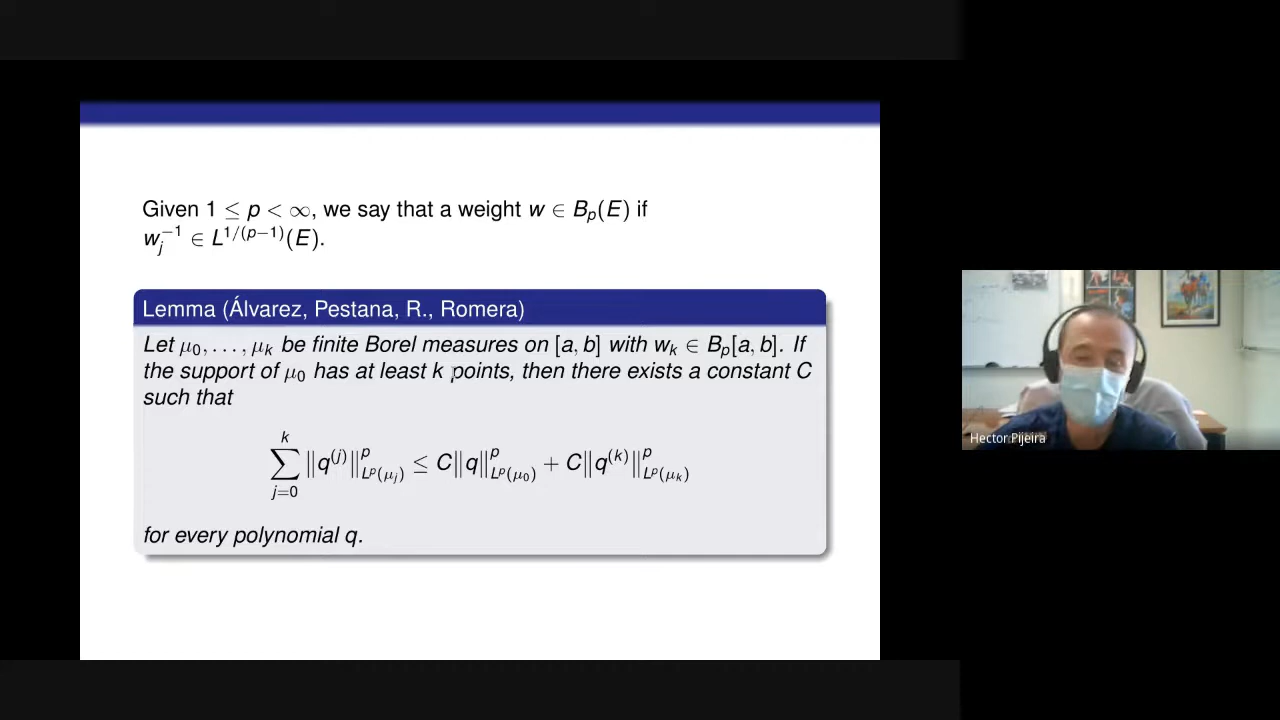 Given 1 ≤ p < ∞, we say that a weight w ∈ B_p(E) if
w_j^{-1} ∈ L^{1/(p−1)}(E).
Lemma (Álvarez, Pestana, R., Romera)
Let μ_0, . . . , μ_k be finite Borel measures on [a, b] with w_k ∈ B_p[a, b]. If
the support of μ_0 has at least k points, then there exists a constant C
such that
\sum_{j=0}^{k} ‖q^{(j)}‖^p_{L^p(μ_j)} ≤ C‖q‖^p_{L^p(μ_0)} + C‖q^{(k)}‖^p_{L^p(μ_k)}
for every polynomial q.
Hector Pijeira